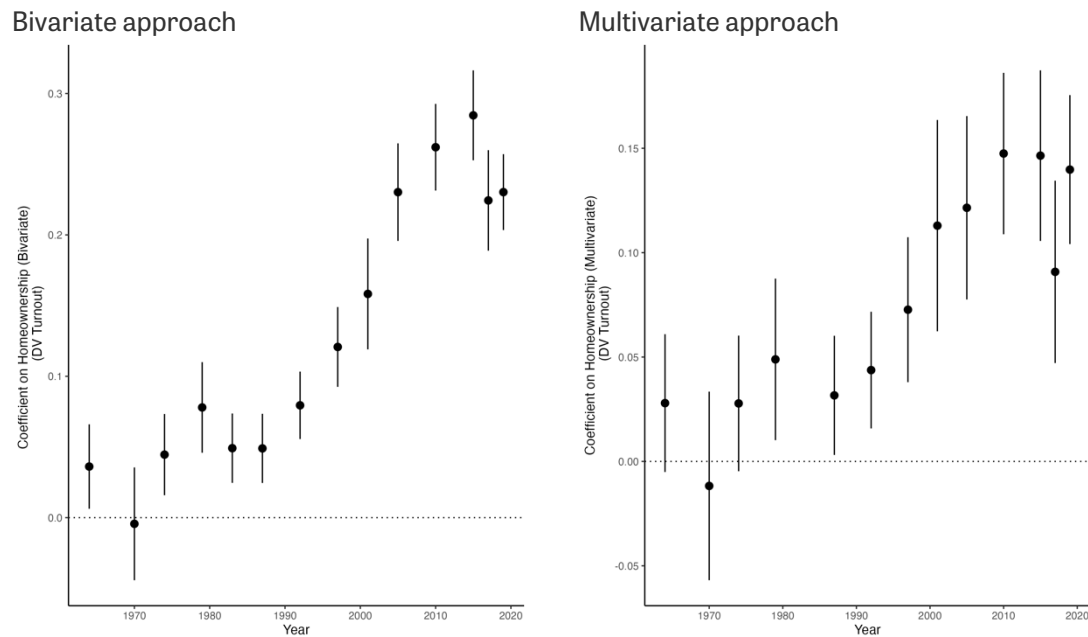 Bivariate approach
0.3
0.2
0.1
0.0
Coefficient on Homeownership (Bivariate)
(DV Turnout)
1970 1980 1990 2000 2010 2020
Year
Multivariate approach
0.15
0.10
0.05
0.00
-0.05
Coefficient on Homeownership (Multivariate)
(DV Turnout)
1970 1980 1990 2000 2010 2020
Year